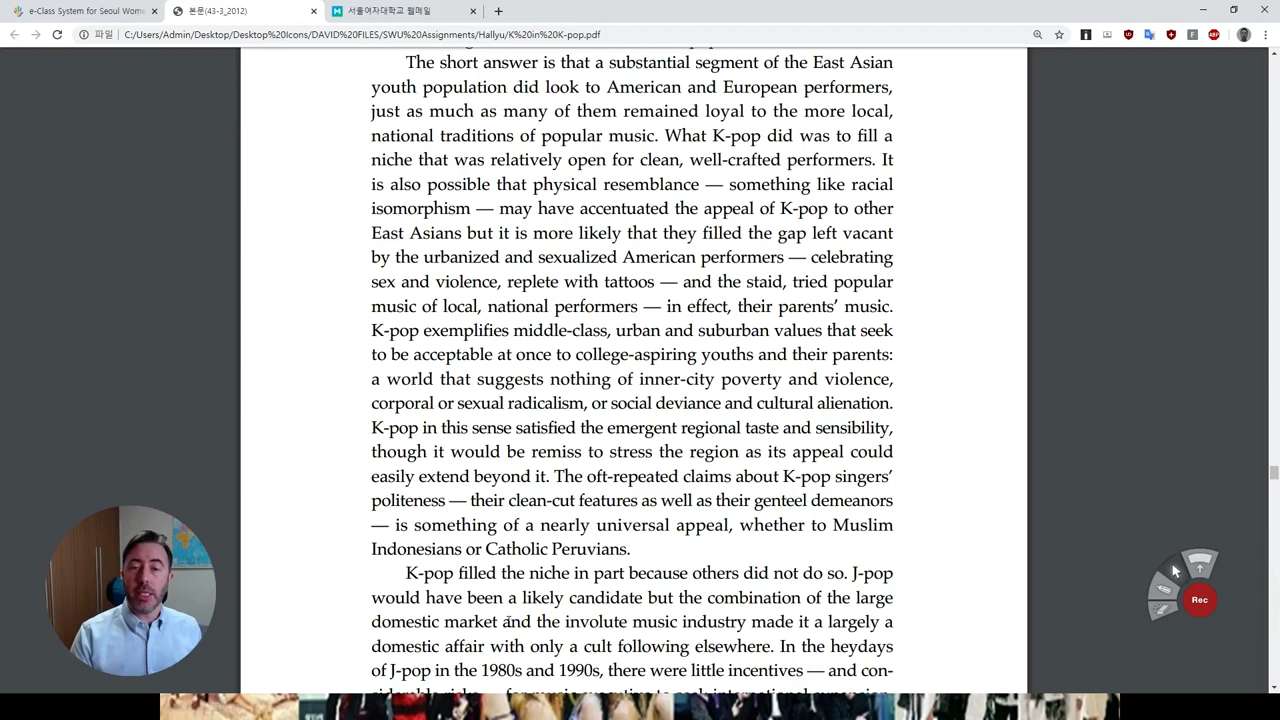 e-Class System for Seoul Wome
본문(43-3_2012)
서울여자대학교 웹메일
파일
C:/Users/Admin/Desktop/Desktop%20Icons/DAVID%20FILES/SWU%20Assignments/Hallyu/K%20in%20K-pop.pdf
The short answer is that a substantial segment of the East Asian
youth population did look to American and European performers,
just as much as many of them remained loyal to the more local,
national traditions of popular music. What K-pop did was to fill a
niche that was relatively open for clean, well-crafted performers. It
is also possible that physical resemblance — something like racial
isomorphism — may have accentuated the appeal of K-pop to other
East Asians but it is more likely that they filled the gap left vacant
by the urbanized and sexualized American performers — celebrating
sex and violence, replete with tattoos — and the staid, tried popular
music of local, national performers — in effect, their parents’ music.
K-pop exemplifies middle-class, urban and suburban values that seek
to be acceptable at once to college-aspiring youths and their parents:
a world that suggests nothing of inner-city poverty and violence,
corporal or sexual radicalism, or social deviance and cultural alienation.
K-pop in this sense satisfied the emergent regional taste and sensibility,
though it would be remiss to stress the region as its appeal could
easily extend beyond it. The oft-repeated claims about K-pop singers’
politeness — their clean-cut features as well as their genteel demeanors
— is something of a nearly universal appeal, whether to Muslim
Indonesians or Catholic Peruvians.
K-pop filled the niche in part because others did not do so. J-pop
would have been a likely candidate but the combination of the large
domestic market and the involute music industry made it a largely a
domestic affair with only a cult following elsewhere. In the heydays
of J-pop in the 1980s and 1990s, there were little incentives — and con-
Rec